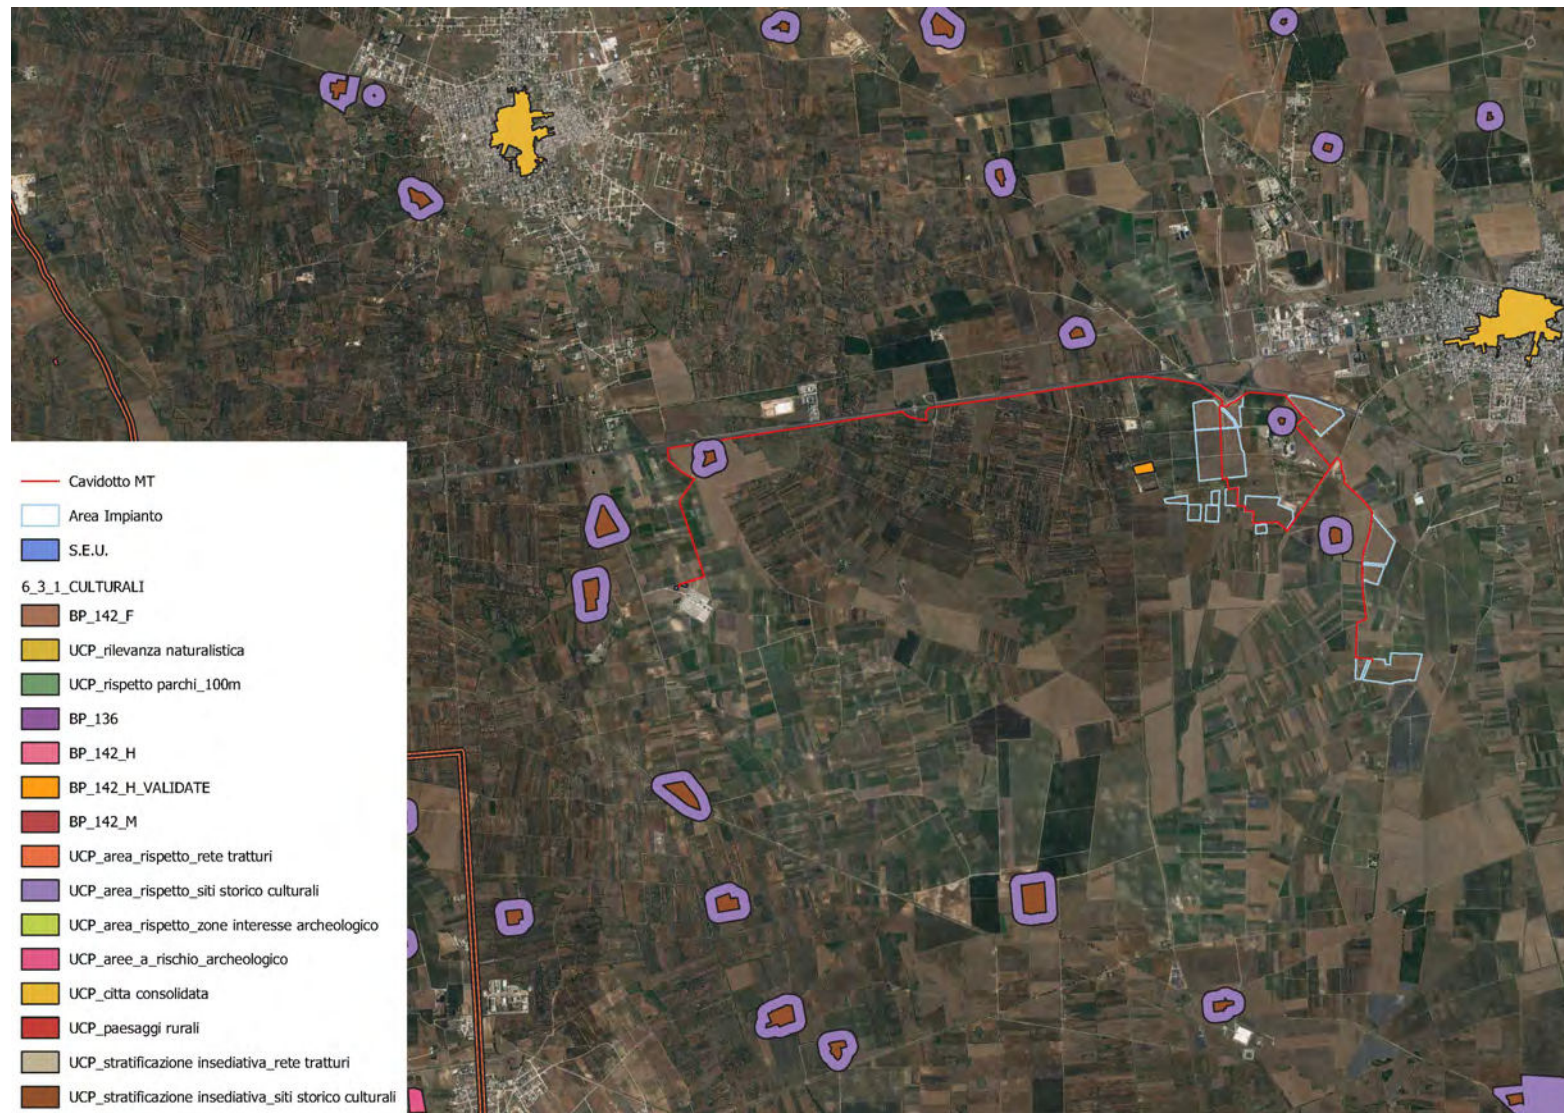 Cavidotto MT
Area Impianto
S.E.U.
6_3_1_CULTURALI
BP_142_F
UCP_rilevanza naturalistica
UCP_rispetto parchi_100m
BP_136
BP_142_H
BP_142_H_VALIDATE
BP_142_M
UCP_area_rispetto_rete tratturi
UCP_area_rispetto_siti storico culturali
UCP_area_rispetto_zone interesse archeologico
UCP_aree_a_rischio_archeologico
UCP_citta consolidata
UCP_paesaggi rurali
UCP_stratificazione insediativa_rete tratturi
UCP_stratificazione insediativa_siti storico culturali